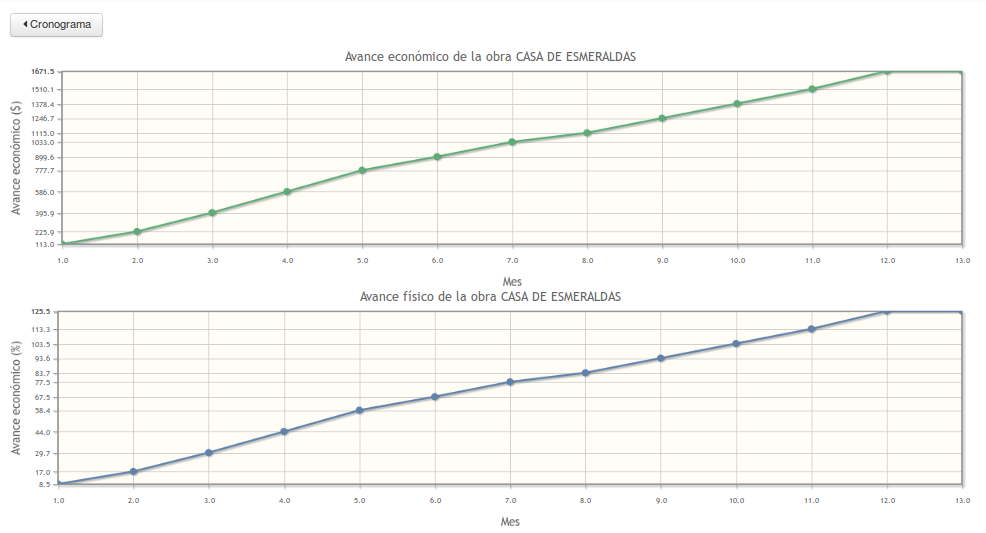 Cronograma
Avance económico de la obra CASA DE ESMERALDAS
Avance económico ($)
1671.5
1510.1
1378.4
1246.7
1115.0
1033.0
899.6
777.7
586.0
395.9
225.9
113.0
1.0 2.0 3.0 4.0 5.0 6.0 7.0 8.0 9.0 10.0 11.0 12.0 13.0
Mes
Avance físico de la obra CASA DE ESMERALDAS
Avance económico (%)
125.5
113.3
103.5
93.6
83.7
77.5
67.5
58.4
44.0
29.7
17.0
8.5
1.0 2.0 3.0 4.0 5.0 6.0 7.0 8.0 9.0 10.0 11.0 12.0 13.0
Mes